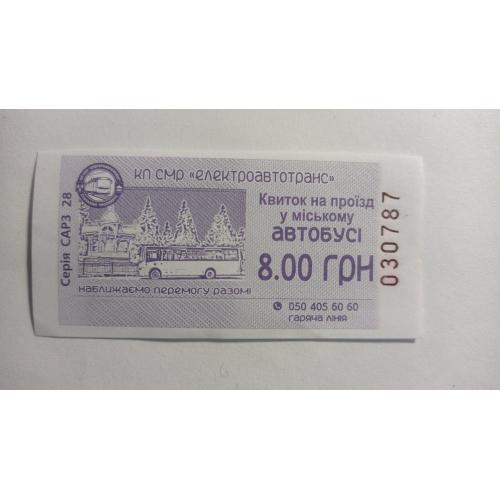 КП СМР «ЕЛЕКТРОАВТОТРАНС»
Серія САРЗ 28
Квиток на проїзд
у міському
АВТОБУСІ
8.00 ГРН
НАБЛИЖАЄМО ПЕРЕМОГУ РАЗОМ!
050 405 60 60
ГАРЯЧА ЛІНІЯ
030787